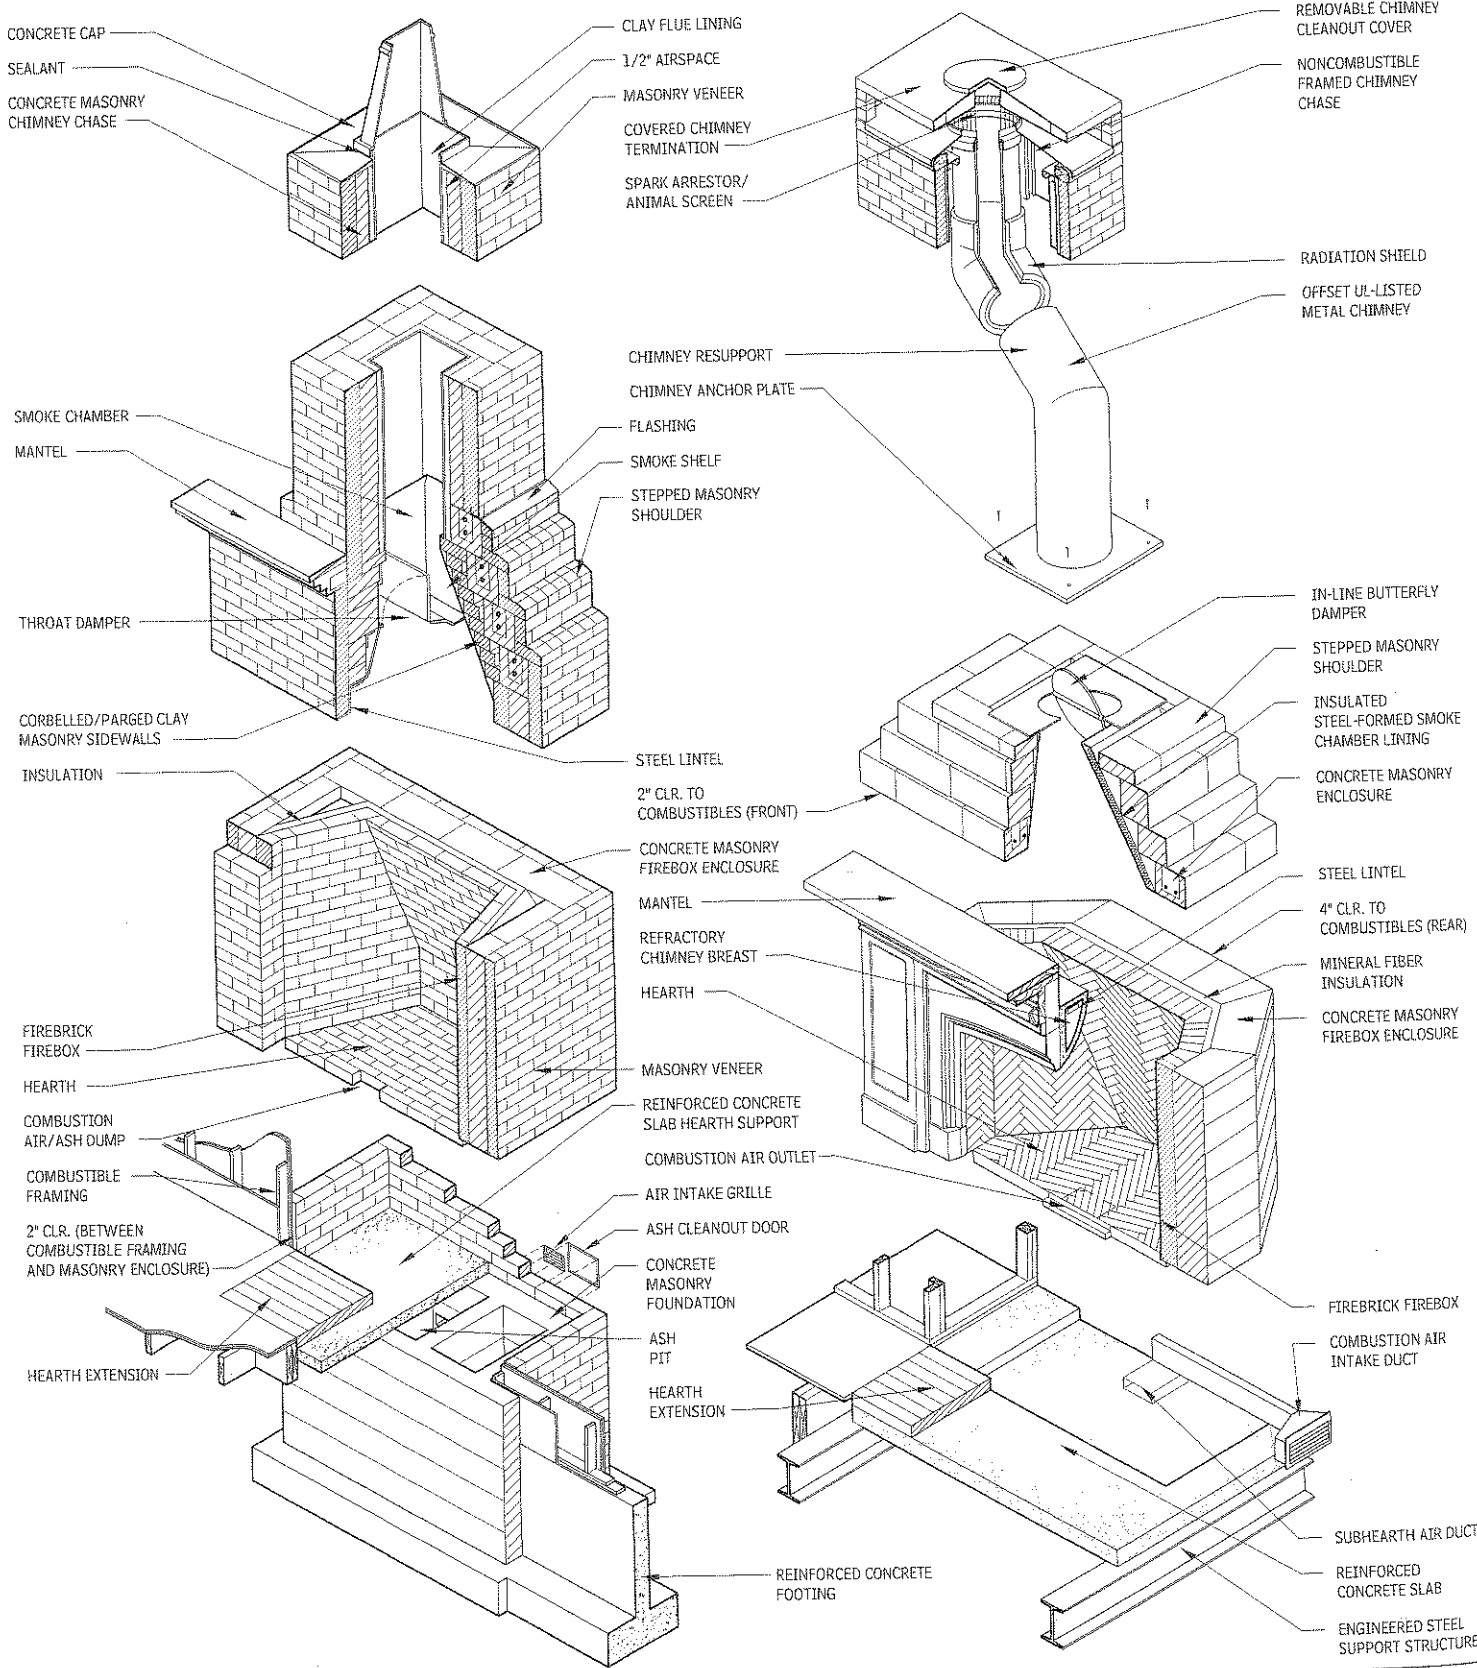 CONCRETE CAP
SEALANT
CONCRETE MASONRY
CHIMNEY CHASE
CLAY FLUE LINING
1/2" AIRSPACE
MASONRY VENEER
COVERED CHIMNEY
TERMINATION
SPARK ARRESTOR/
ANIMAL SCREEN
REMOVABLE CHIMNEY
CLEANOUT COVER
NONCOMBUSTIBLE
FRAMED CHIMNEY
CHASE
RADIATION SHIELD
OFFSET UL-LISTED
METAL CHIMNEY
CHIMNEY RESUPPORT
CHIMNEY ANCHOR PLATE
SMOKE CHAMBER
MANTEL
FLASHING
SMOKE SHELF
STEPPED MASONRY
SHOULDER
THROAT DAMPER
CORBELLED/PARGED CLAY
MASONRY SIDEWALLS
INSULATION
STEEL LINTEL
2" CLR. TO
COMBUSTIBLES (FRONT)
IN-LINE BUTTERFLY
DAMPER
STEPPED MASONRY
SHOULDER
INSULATED
STEEL-FORMED SMOKE
CHAMBER LINING
CONCRETE MASONRY
ENCLOSURE
CONCRETE MASONRY
FIREBOX ENCLOSURE
MANTEL
REFRACTORY
CHIMNEY BREAST
HEARTH
STEEL LINTEL
4" CLR. TO
COMBUSTIBLES (REAR)
MINERAL FIBER
INSULATION
CONCRETE MASONRY
FIREBOX ENCLOSURE
FIREBRICK
FIREBOX
HEARTH
COMBUSTION
AIR/ASH DUMP
COMBUSTIBLE
FRAMING
2" CLR. (BETWEEN
COMBUSTIBLE FRAMING
AND MASONRY ENCLOSURE)
HEARTH EXTENSION
MASONRY VENEER
REINFORCED CONCRETE
SLAB HEARTH SUPPORT
COMBUSTION AIR OUTLET
AIR INTAKE GRILLE
ASH CLEANOUT DOOR
CONCRETE
MASONRY
FOUNDATION
ASH
PIT
HEARTH
EXTENSION
FIREBRICK FIREBOX
COMBUSTION AIR
INTAKE DUCT
REINFORCED CONCRETE
FOOTING
SUBHEARTH AIR DUCT
REINFORCED
CONCRETE SLAB
ENGINEERED STEEL
SUPPORT STRUCTURE